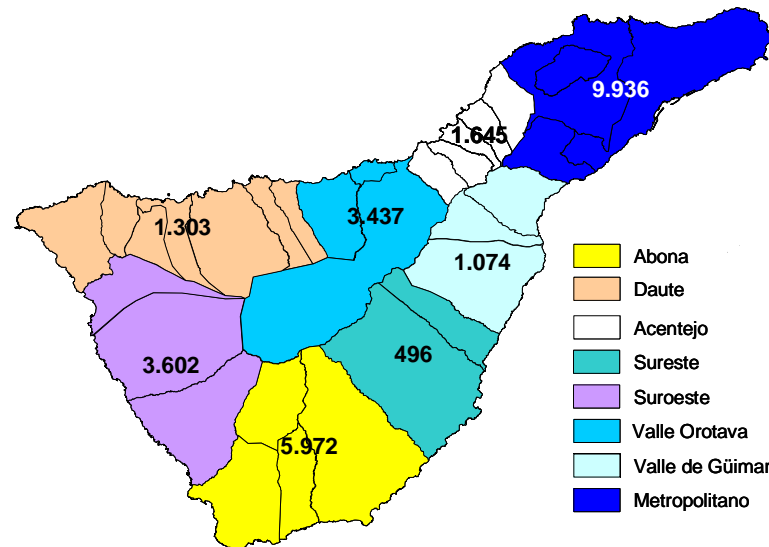 9.936
1.645
3.437
1.303
1.074
3.602
496
5.972
Abona
Daute
Acentejo
Sureste
Suroeste
Valle Orotava
Valle de Güimar
Metropolitano